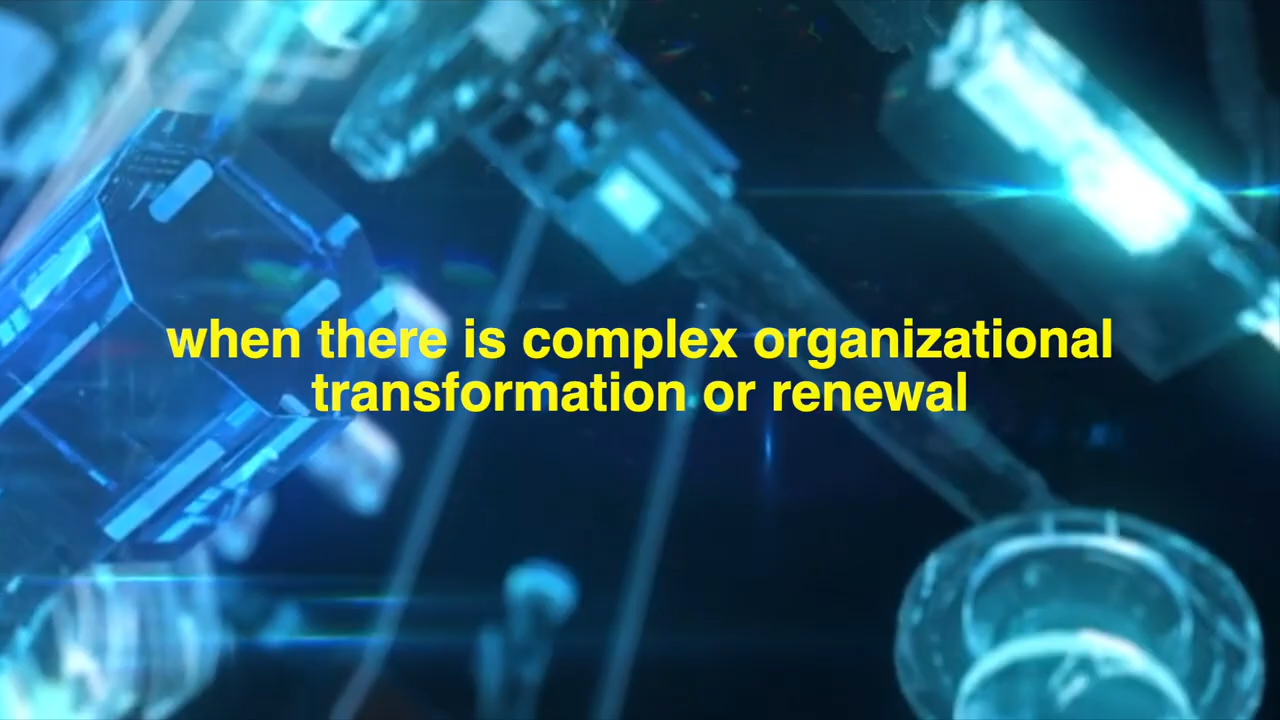 when there is complex organizational
transformation or renewal